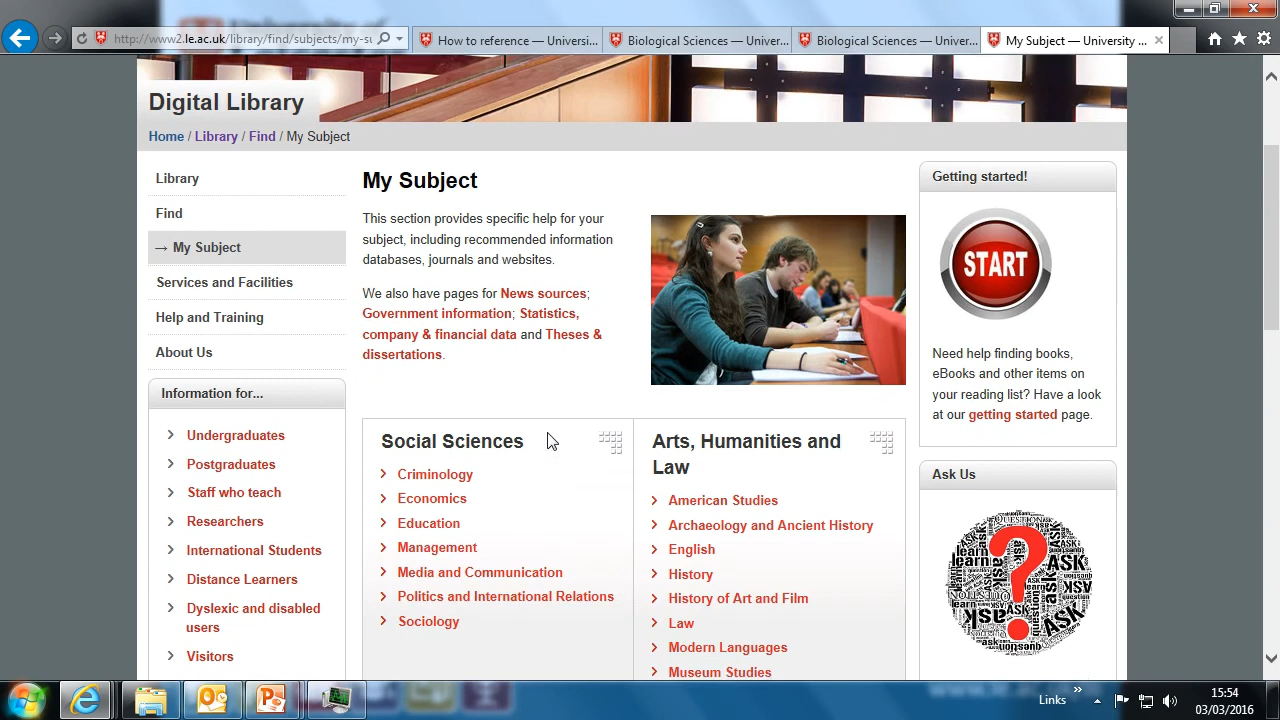 http://www2.le.ac.uk/library/find/subjects/my-su
How to reference — Universi...
Biological Sciences — Univer...
Biological Sciences — Univer...
My Subject — University ...
Digital Library
Home / Library / Find / My Subject
Library
Find
→ My Subject
Services and Facilities
Help and Training
About Us
Information for...
Undergraduates
Postgraduates
Staff who teach
Researchers
International Students
Distance Learners
Dyslexic and disabled
users
Visitors
My Subject
This section provides specific help for your
subject, including recommended information
databases, journals and websites.
We also have pages for News sources;
Government information; Statistics,
company & financial data and Theses &
dissertations.
Social Sciences
Criminology
Economics
Education
Management
Media and Communication
Politics and International Relations
Sociology
Arts, Humanities and
Law
American Studies
Archaeology and Ancient History
English
History
History of Art and Film
Law
Modern Languages
Museum Studies
Getting started!
START
Need help finding books,
eBooks and other items on
your reading list? Have a look
at our getting started page.
Ask Us
learn
ASK
ask
question
?
Links
15:54
03/03/2016